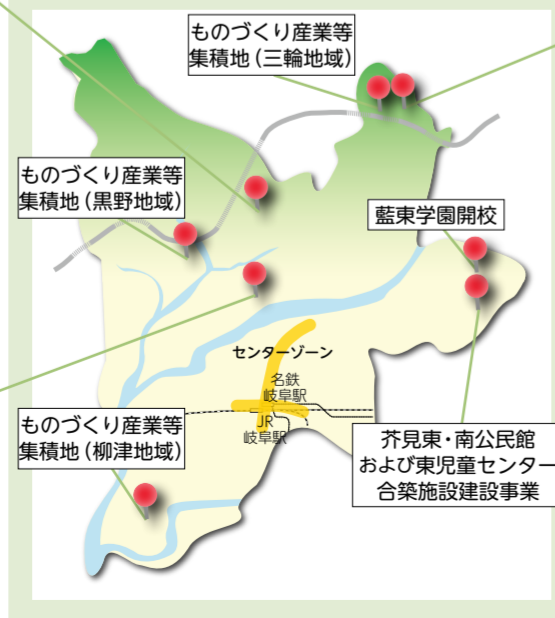 ものづくり産業等
集積地（三輪地域）
ものづくり産業等
集積地（黒野地域）
藍東学園開校
センターゾーン
名鉄
岐阜駅
JR
岐阜駅
ものづくり産業等
集積地（柳津地域）
芥見東・南公民館
および東児童センター
合築施設建設事業